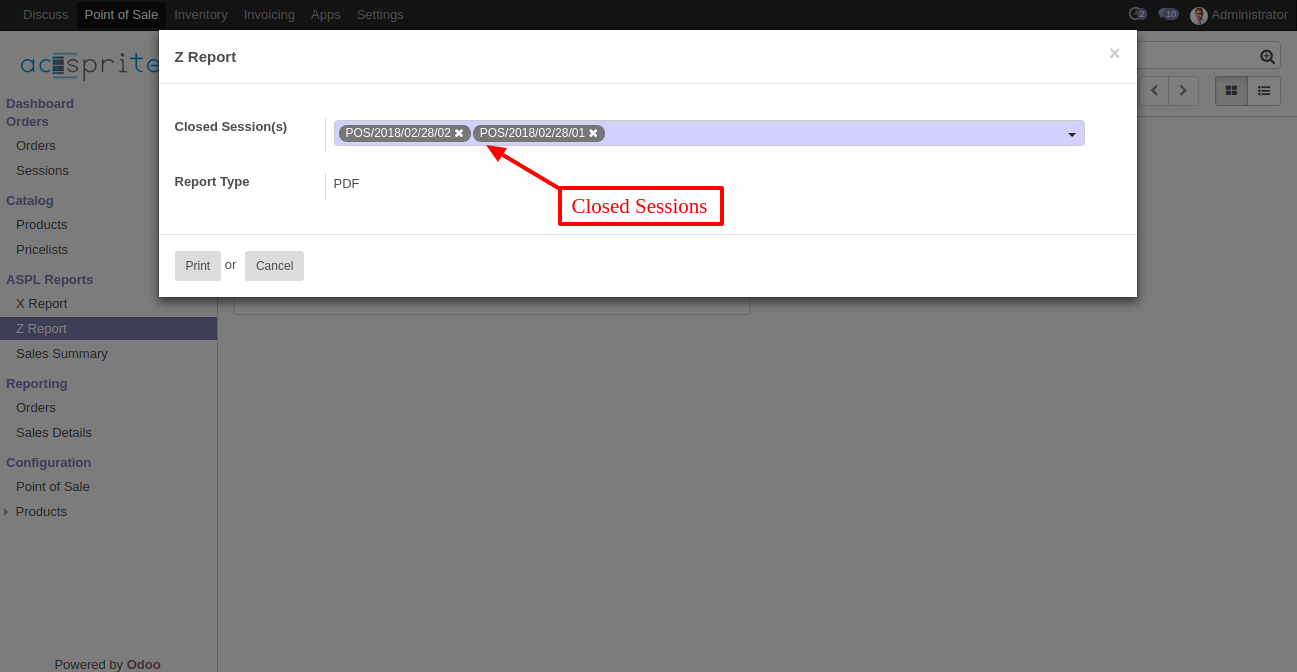 Discuss Point of Sale Inventory Invoicing Apps Settings 2 10 Administrator
acesprite
Z Report ×
Closed Session(s) POS/2018/02/28/02 POS/2018/02/28/01
Report Type PDF
Closed Sessions
Print or Cancel
Dashboard
Orders
Orders
Sessions
Catalog
Products
Pricelists
ASPL Reports
X Report
Z Report
Sales Summary
Reporting
Orders
Sales Details
Configuration
Point of Sale
Products
Powered by Odoo